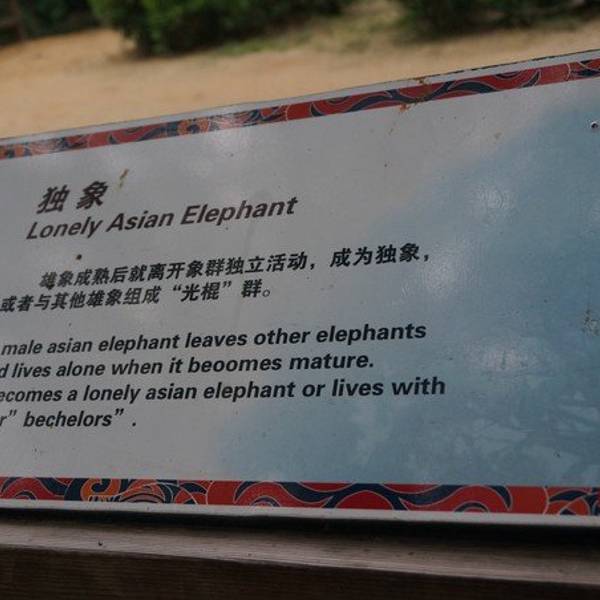 独象
Lonely Asian Elephant
雄象成熟后就离开象群独立活动，成为独象，
或者与其他雄象组成“光棍”群。
male asian elephant leaves other elephants
d lives alone when it beoomes mature.
ecomes a lonely asian elephant or lives with
r” bechelors” .